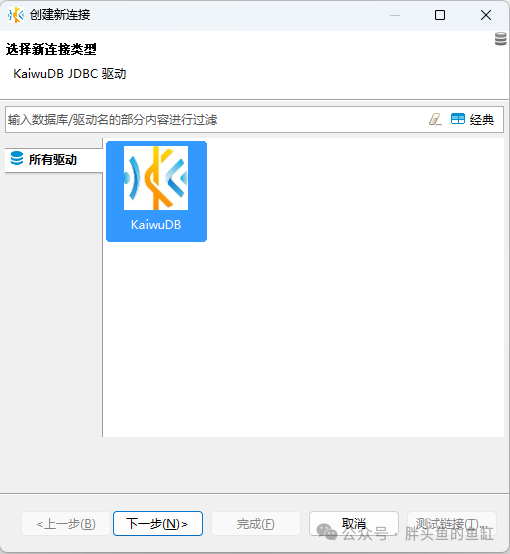 创建新连接
选择新连接类型
KaiwuDB JDBC 驱动
输入数据库/驱动名的部分内容进行过滤 经典
所有驱动
KaiwuDB
<上一步(B) 下一步(N)> 完成(F) 取消 测试链接(T)...
公众号 · 胖头鱼的鱼缸